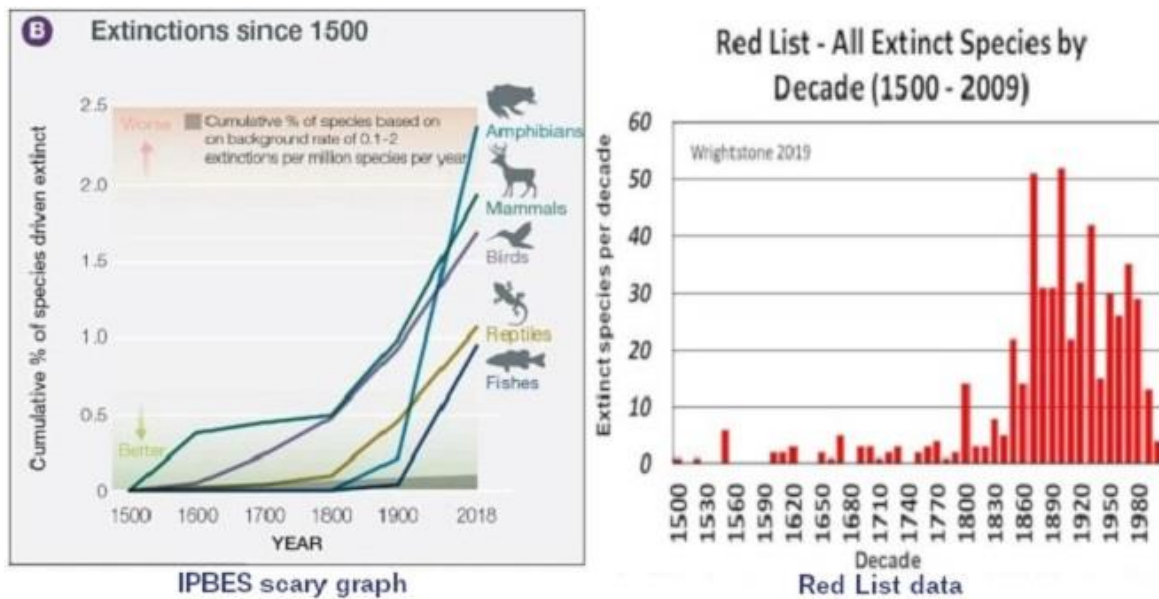 B Extinctions since 1500
Cumulative % of species driven extinct
2.5
2.0
1.5
1.0
0.5
0
Worse
Cumulative % of species based on
on background rate of 0.1-2
extinctions per million species per year
Amphibians
Mammals
Birds
Reptiles
Fishes
Better
1500 1600 1700 1800 1900 2018
YEAR
IPBES scary graph
Red List - All Extinct Species by
Decade (1500 - 2009)
Wrightstone 2019
Extinct species per decade
60
50
40
30
20
10
0
1500 1530 1560 1590 1620 1650 1680 1710 1740 1770 1800 1830 1860 1890 1920 1950 1980
Decade
Red List data